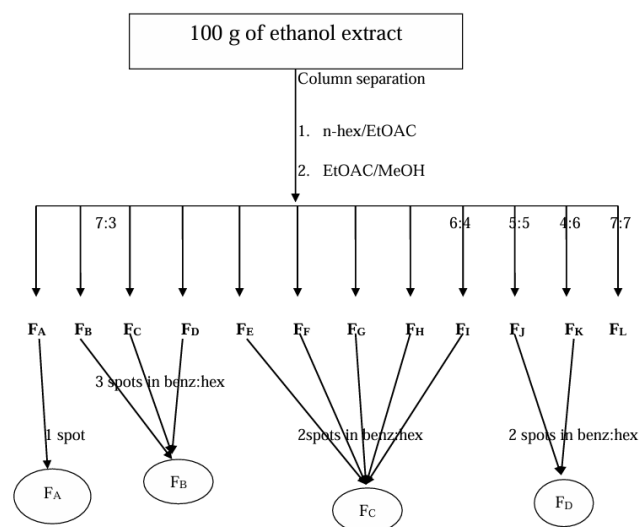 100 g of ethanol extract
Column separation
1. n-hex/EtOAC
2. EtOAC/MeOH
7:3 6:4 5:5 4:6 7:7
FA FB FC FD FE FF FG FH FI FJ FK FL
3 spots in benz:hex
1 spot 2spots in benz:hex 2 spots in benz:hex
FA FB FC FD